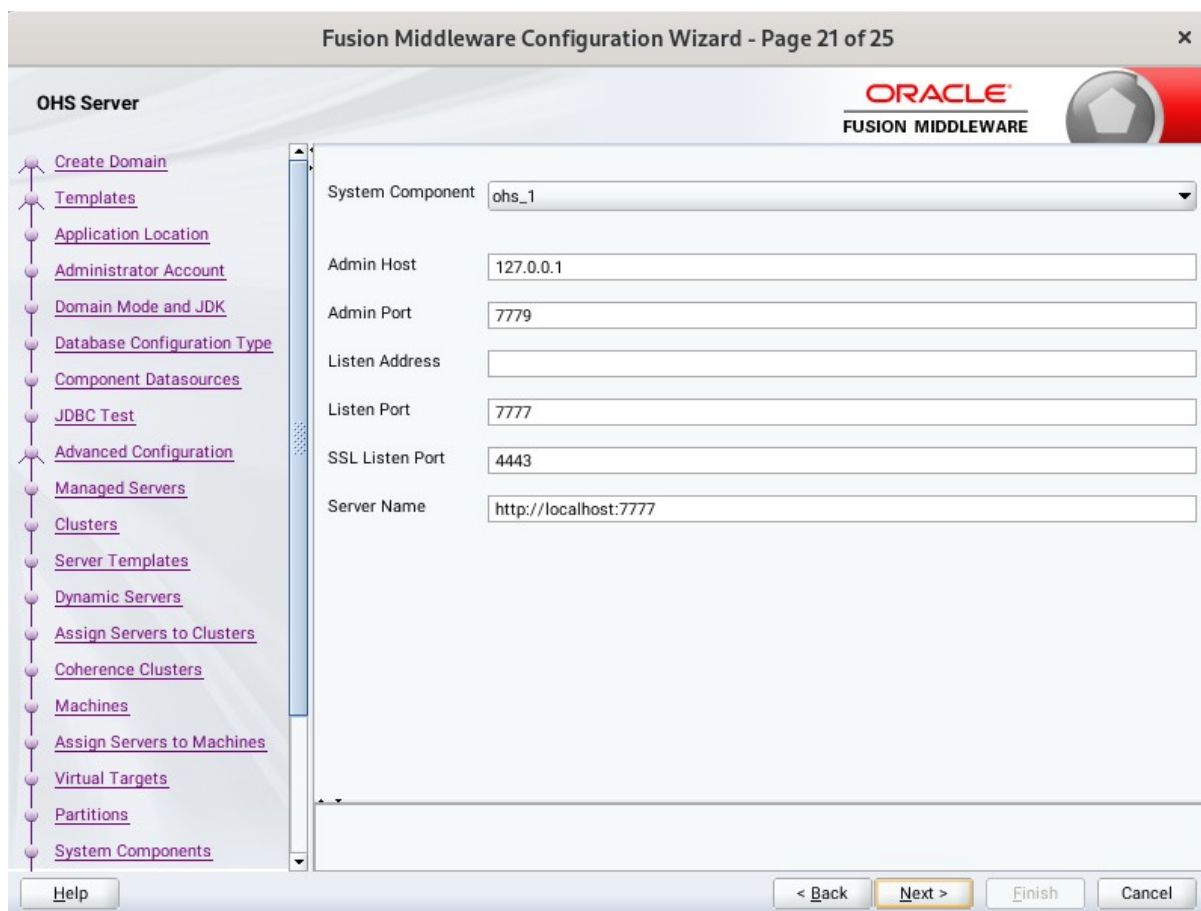 Fusion Middleware Configuration Wizard - Page 21 of 25
OHS Server
ORACLE
FUSION MIDDLEWARE
Create Domain
Templates
Application Location
Administrator Account
Domain Mode and JDK
Database Configuration Type
Component Datasources
JDBC Test
Advanced Configuration
Managed Servers
Clusters
Server Templates
Dynamic Servers
Assign Servers to Clusters
Coherence Clusters
Machines
Assign Servers to Machines
Virtual Targets
Partitions
System Components
System Component ohs_1
Admin Host 127.0.0.1
Admin Port 7779
Listen Address
Listen Port 7777
SSL Listen Port 4443
Server Name http://localhost:7777
Help < Back Next > Finish Cancel